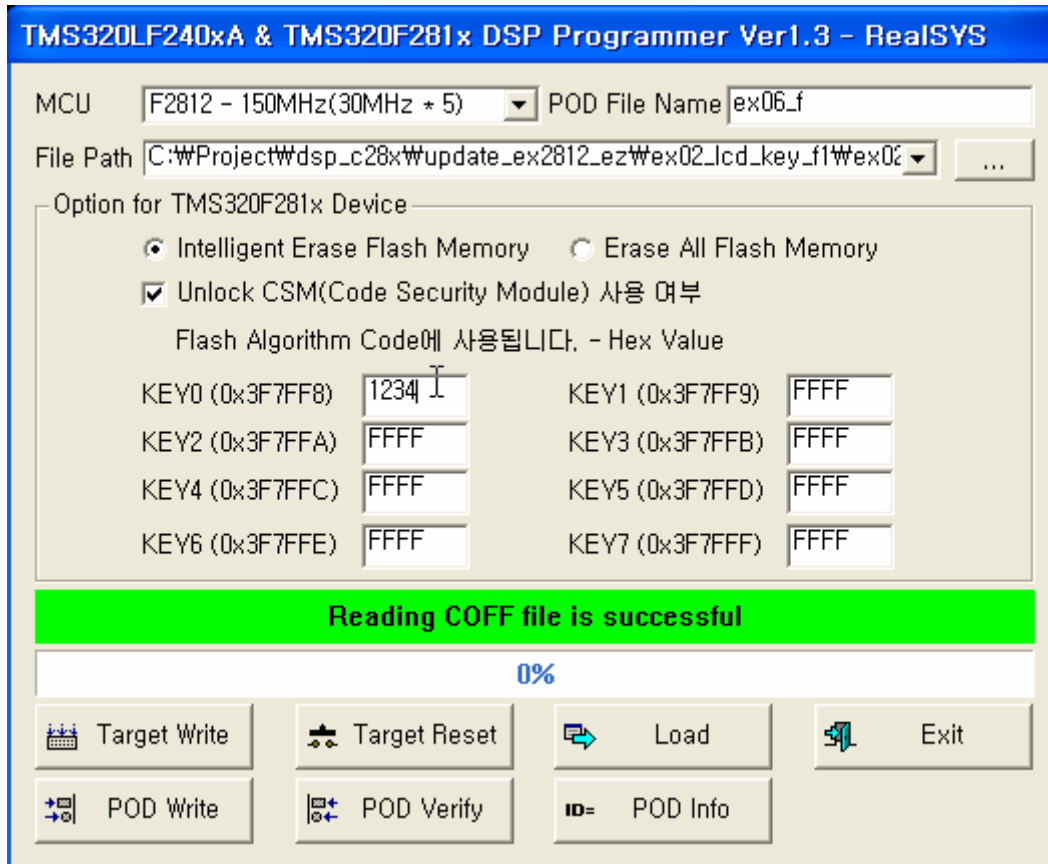 TMS320LF240xA & TMS320F281x DSP Programmer Ver1.3 - RealSYS
MCU F2812 - 150MHz(30MHz * 5) POD File Name ex06_f
File Path C:₩Project₩dsp_c28x₩update_ex2812_ez₩ex02_lcd_key_f1₩ex02 ...
Option for TMS320F281x Device
Intelligent Erase Flash Memory Erase All Flash Memory
Unlock CSM(Code Security Module) 사용 여부
Flash Algorithm Code에 사용됩니다. - Hex Value
KEY0 (0x3F7FF8) 1234 KEY1 (0x3F7FF9) FFFF
KEY2 (0x3F7FFA) FFFF KEY3 (0x3F7FFB) FFFF
KEY4 (0x3F7FFC) FFFF KEY5 (0x3F7FFD) FFFF
KEY6 (0x3F7FFE) FFFF KEY7 (0x3F7FFF) FFFF
Reading COFF file is successful
0%
Target Write Target Reset Load Exit
POD Write POD Verify ID= POD Info